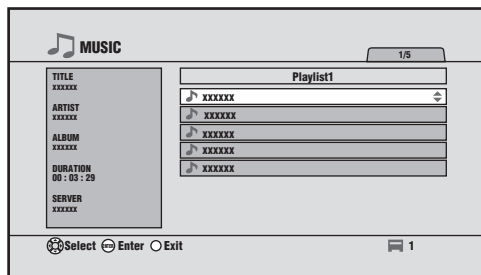 MUSIC
1/5
TITLE
xxxxxx
ARTIST
xxxxxx
ALBUM
xxxxxx
DURATION
00 : 03 : 29
SERVER
xxxxxx
Playlist1
xxxxxx
xxxxxx
xxxxxx
xxxxxx
xxxxxx
Select ENTER Enter Exit
1